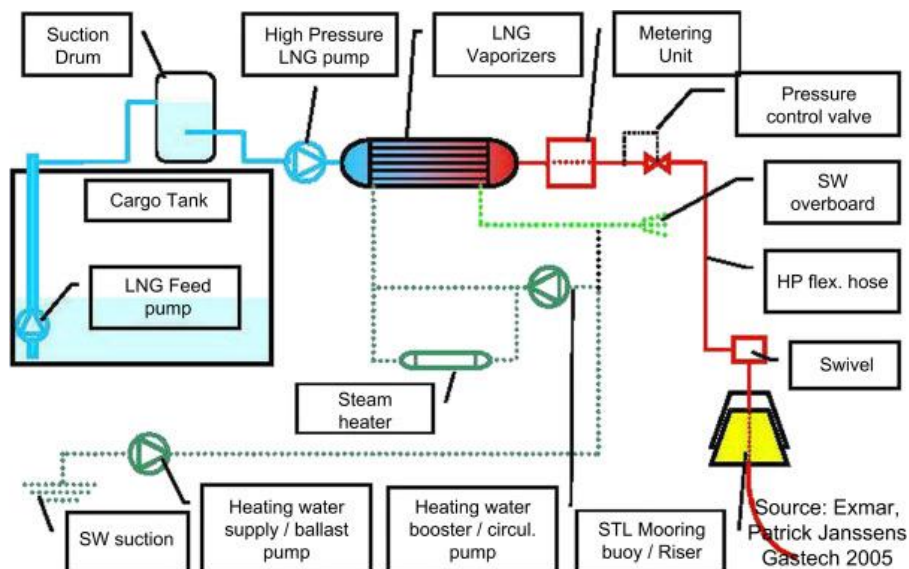 Suction
Drum
High Pressure
LNG pump
LNG
Vaporizers
Metering
Unit
Pressure
control valve
Cargo Tank
SW
overboard
LNG Feed
pump
HP flex. hose
Steam
heater
Swivel
SW suction
Heating water
supply / ballast
pump
Heating water
booster / circul.
pump
STL Mooring
buoy / Riser
Source: Exmar,
Patrick Janssens
Gastech 2005